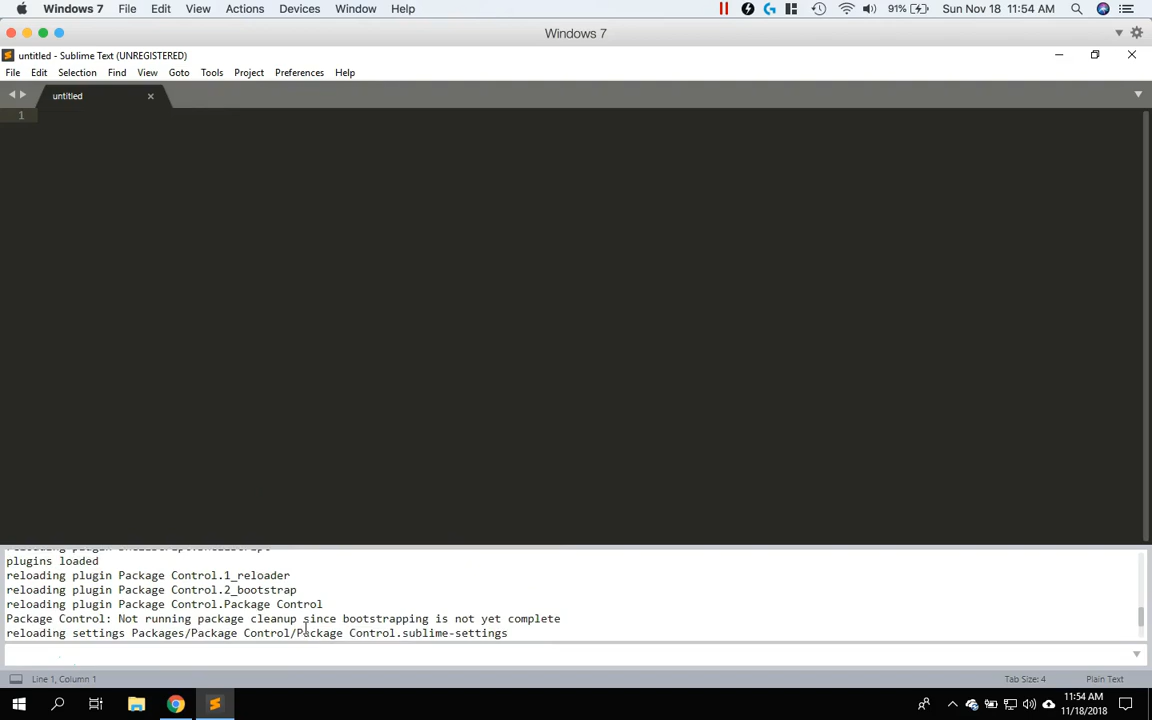 Windows 7 File Edit View Actions Devices Window Help 91% Sun Nov 18 11:54 AM
Windows 7
untitled - Sublime Text (UNREGISTERED)
File Edit Selection Find View Goto Tools Project Preferences Help
untitled
1
plugins loaded
reloading plugin Package Control.1_reloader
reloading plugin Package Control.2_bootstrap
reloading plugin Package Control.Package Control
Package Control: Not running package cleanup since bootstrapping is not yet complete
reloading settings Packages/Package Control/Package Control.sublime-settings
Line 1, Column 1 Tab Size: 4 Plain Text
11:54 AM
11/18/2018